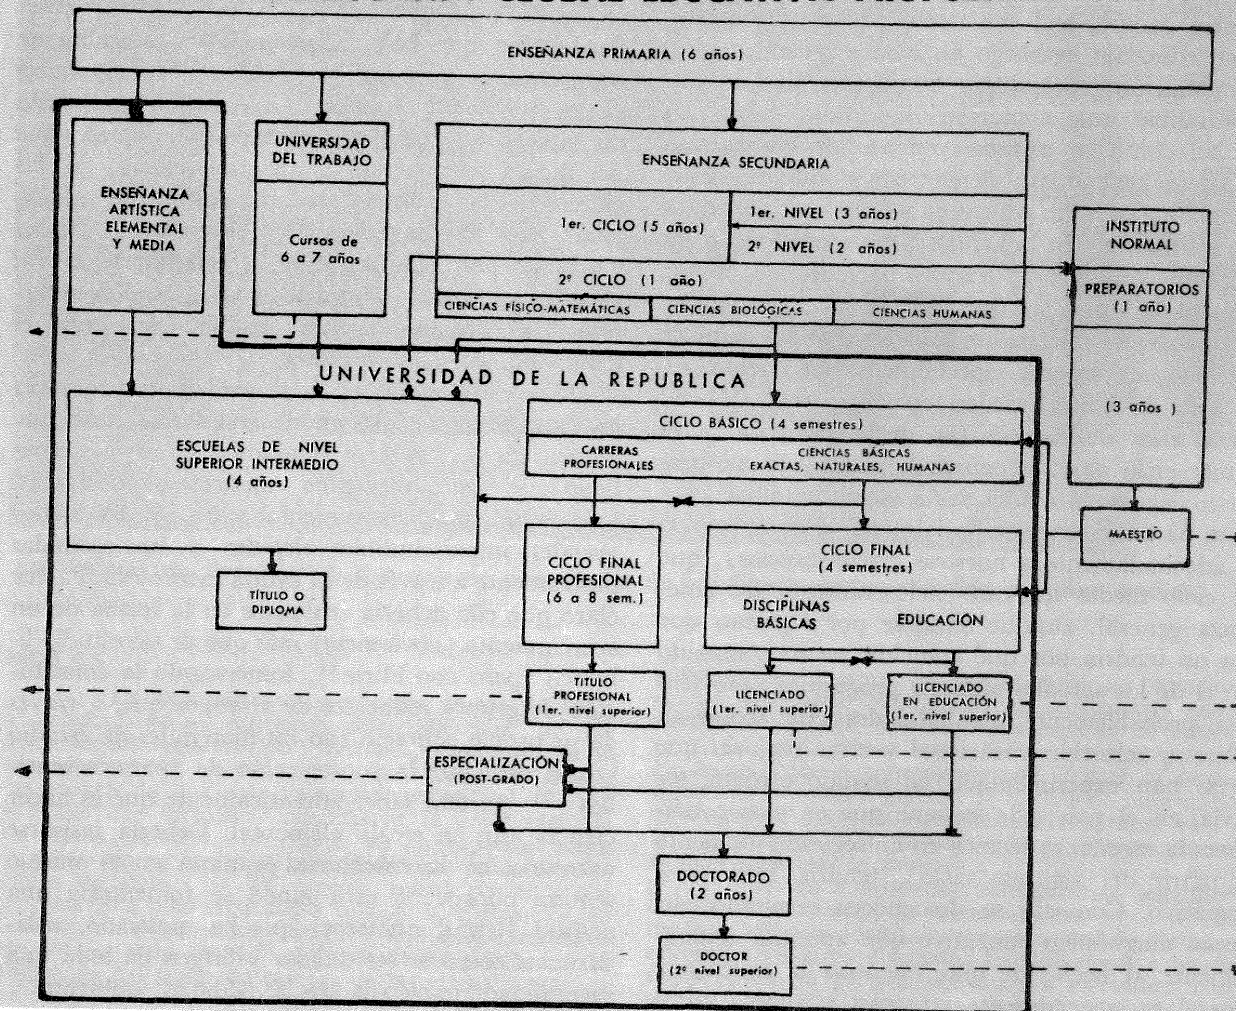 GLOBAL EDUCATIVAS
ENSEÑANZA PRIMARIA (6 años)
ENSEÑANZA
ARTÍSTICA
ELEMENTAL
Y MEDIA
UNIVERSIDAD
DEL TRABAJO
Cursos de
6 a 7 años
ENSEÑANZA SECUNDARIA
1er. CICLO (5 años)
1er. NIVEL (3 años)
2º NIVEL (2 años)
2º CICLO (1 año)
CIENCIAS FÍSICO-MATEMÁTICAS
CIENCIAS BIOLÓGICAS
CIENCIAS HUMANAS
INSTITUTO
NORMAL
PREPARATORIOS
(1 año)
(3 años )
MAESTRO
UNIVERSIDAD DE LA REPUBLICA
ESCUELAS DE NIVEL
SUPERIOR INTERMEDIO
(4 años)
TÍTULO O
DIPLOMA
CICLO BÁSICO (4 semestres)
CARRERAS
PROFESIONALES
CIENCIAS BÁSICAS
EXACTAS, NATURALES, HUMANAS
CICLO FINAL
PROFESIONAL
(6 a 8 sem.)
CICLO FINAL
(4 semestres)
DISCIPLINAS
BÁSICAS
EDUCACIÓN
TITULO
PROFESIONAL
(1er. nivel superior)
LICENCIADO
(1er. nivel superior)
LICENCIADO
EN EDUCACIÓN
(1er. nivel superior)
ESPECIALIZACIÓN
(POST-GRADO)
DOCTORADO
(2 años)
DOCTOR
(2º nivel superior)